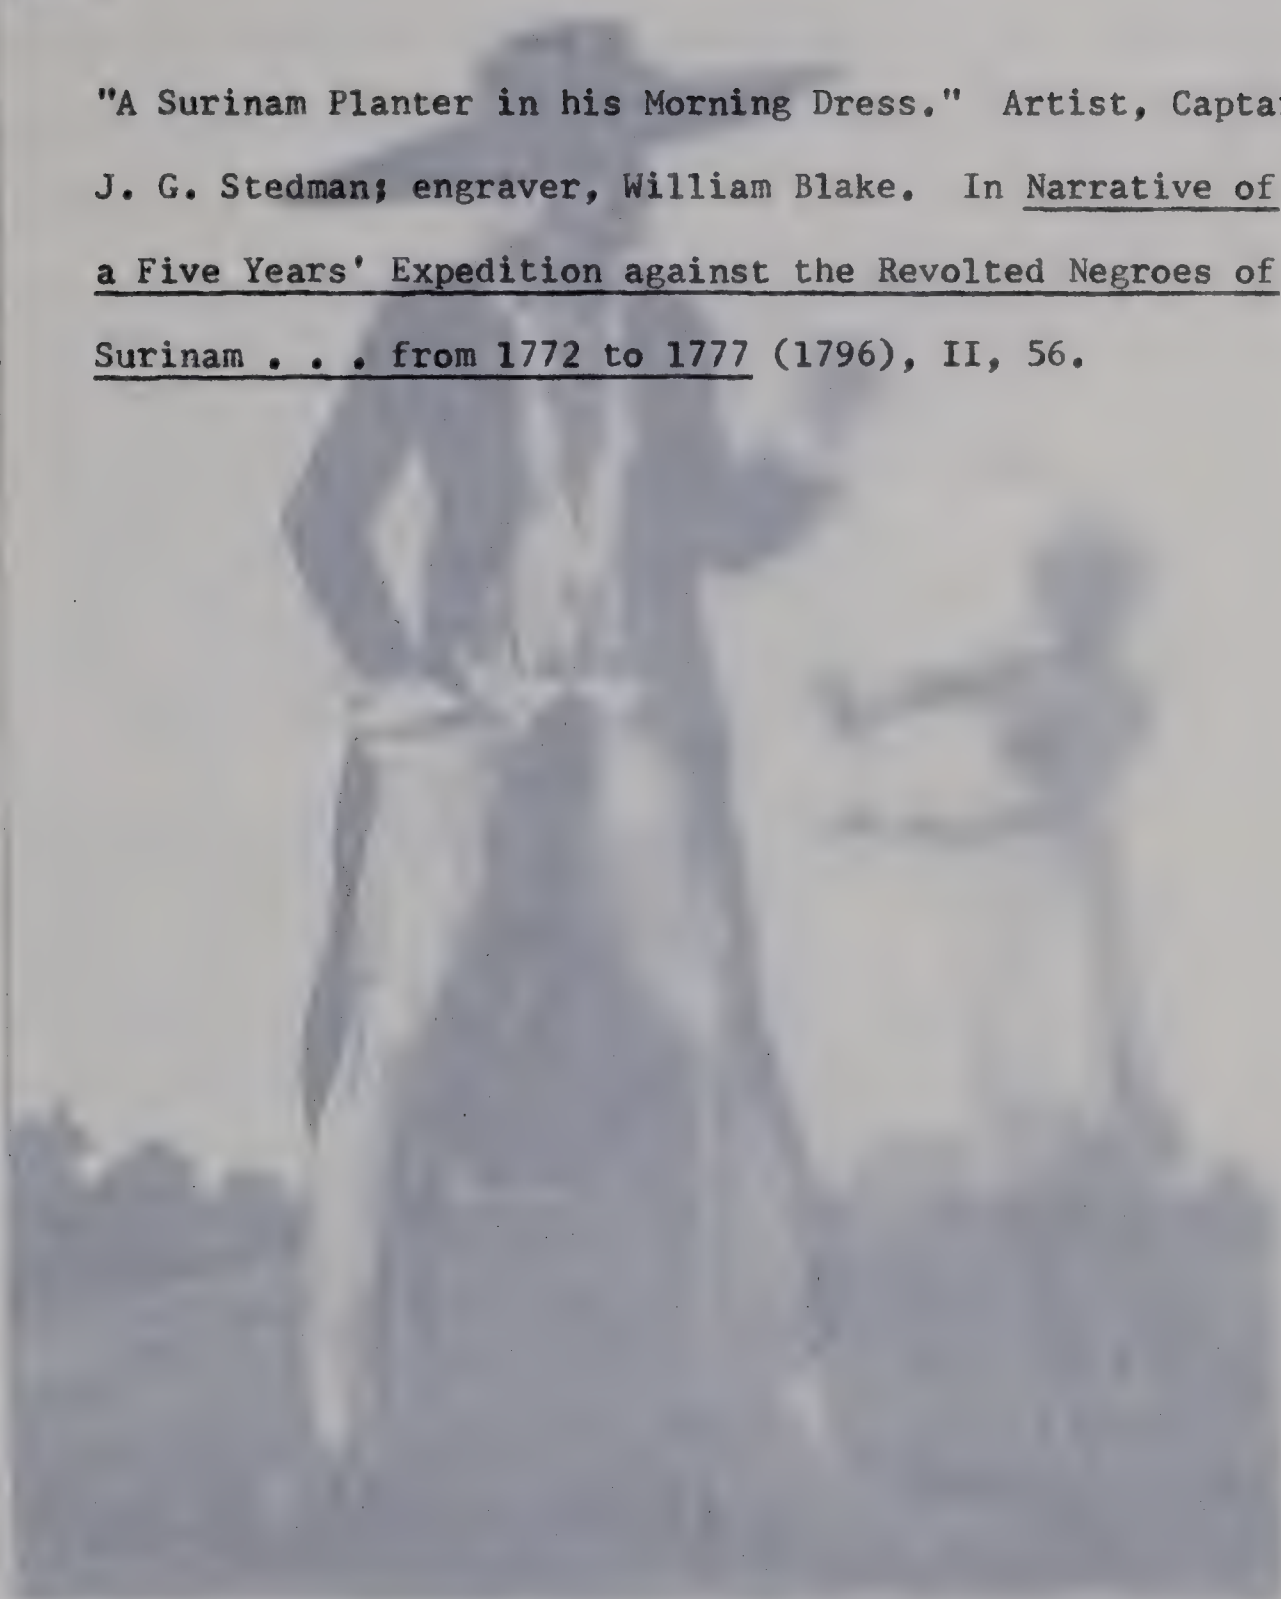 "A Surinam Planter in his Morning Dress." Artist,
J. G. Stedman; engraver, William Blake. In Narrative of
a Five Years' Expedition against the Revolted Negroes of
Surinam . . . from 1772 to 1777 (1796), II, 56.